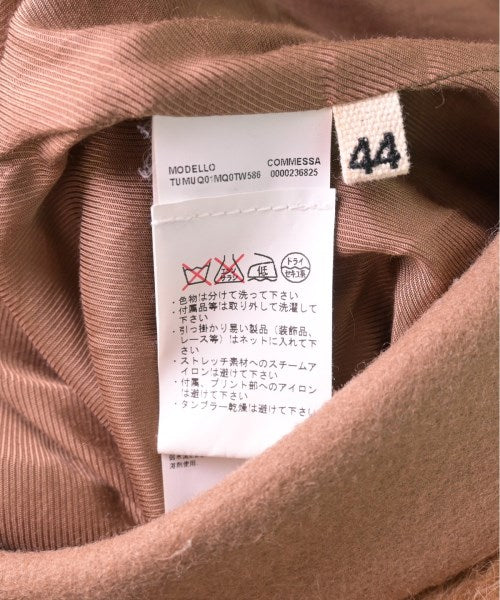 MODELLO COMMESSA
TUMUQ01MQ0TW586 0000236825
44
低
ドライ
セキユ系
・色物は分けて洗って下さい
・付属品等は取り外して洗濯して
下さい
・引っ掛かり易い製品（装飾品、
レース等）はネットに入れて下
さい
・ストレッチ素材へのスチームア
イロンは避けて下さい
・付属、プリント部へのアイロン
は避けて下さい
・タンブラー乾燥は避けて下さい
溶剤使用.